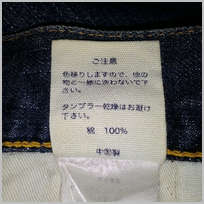 ご注意
色移りしますので、他の
物と一緒に洗わないで下
さい。
タンブラー乾燥はお避け
下さい。
綿 100%
中国製